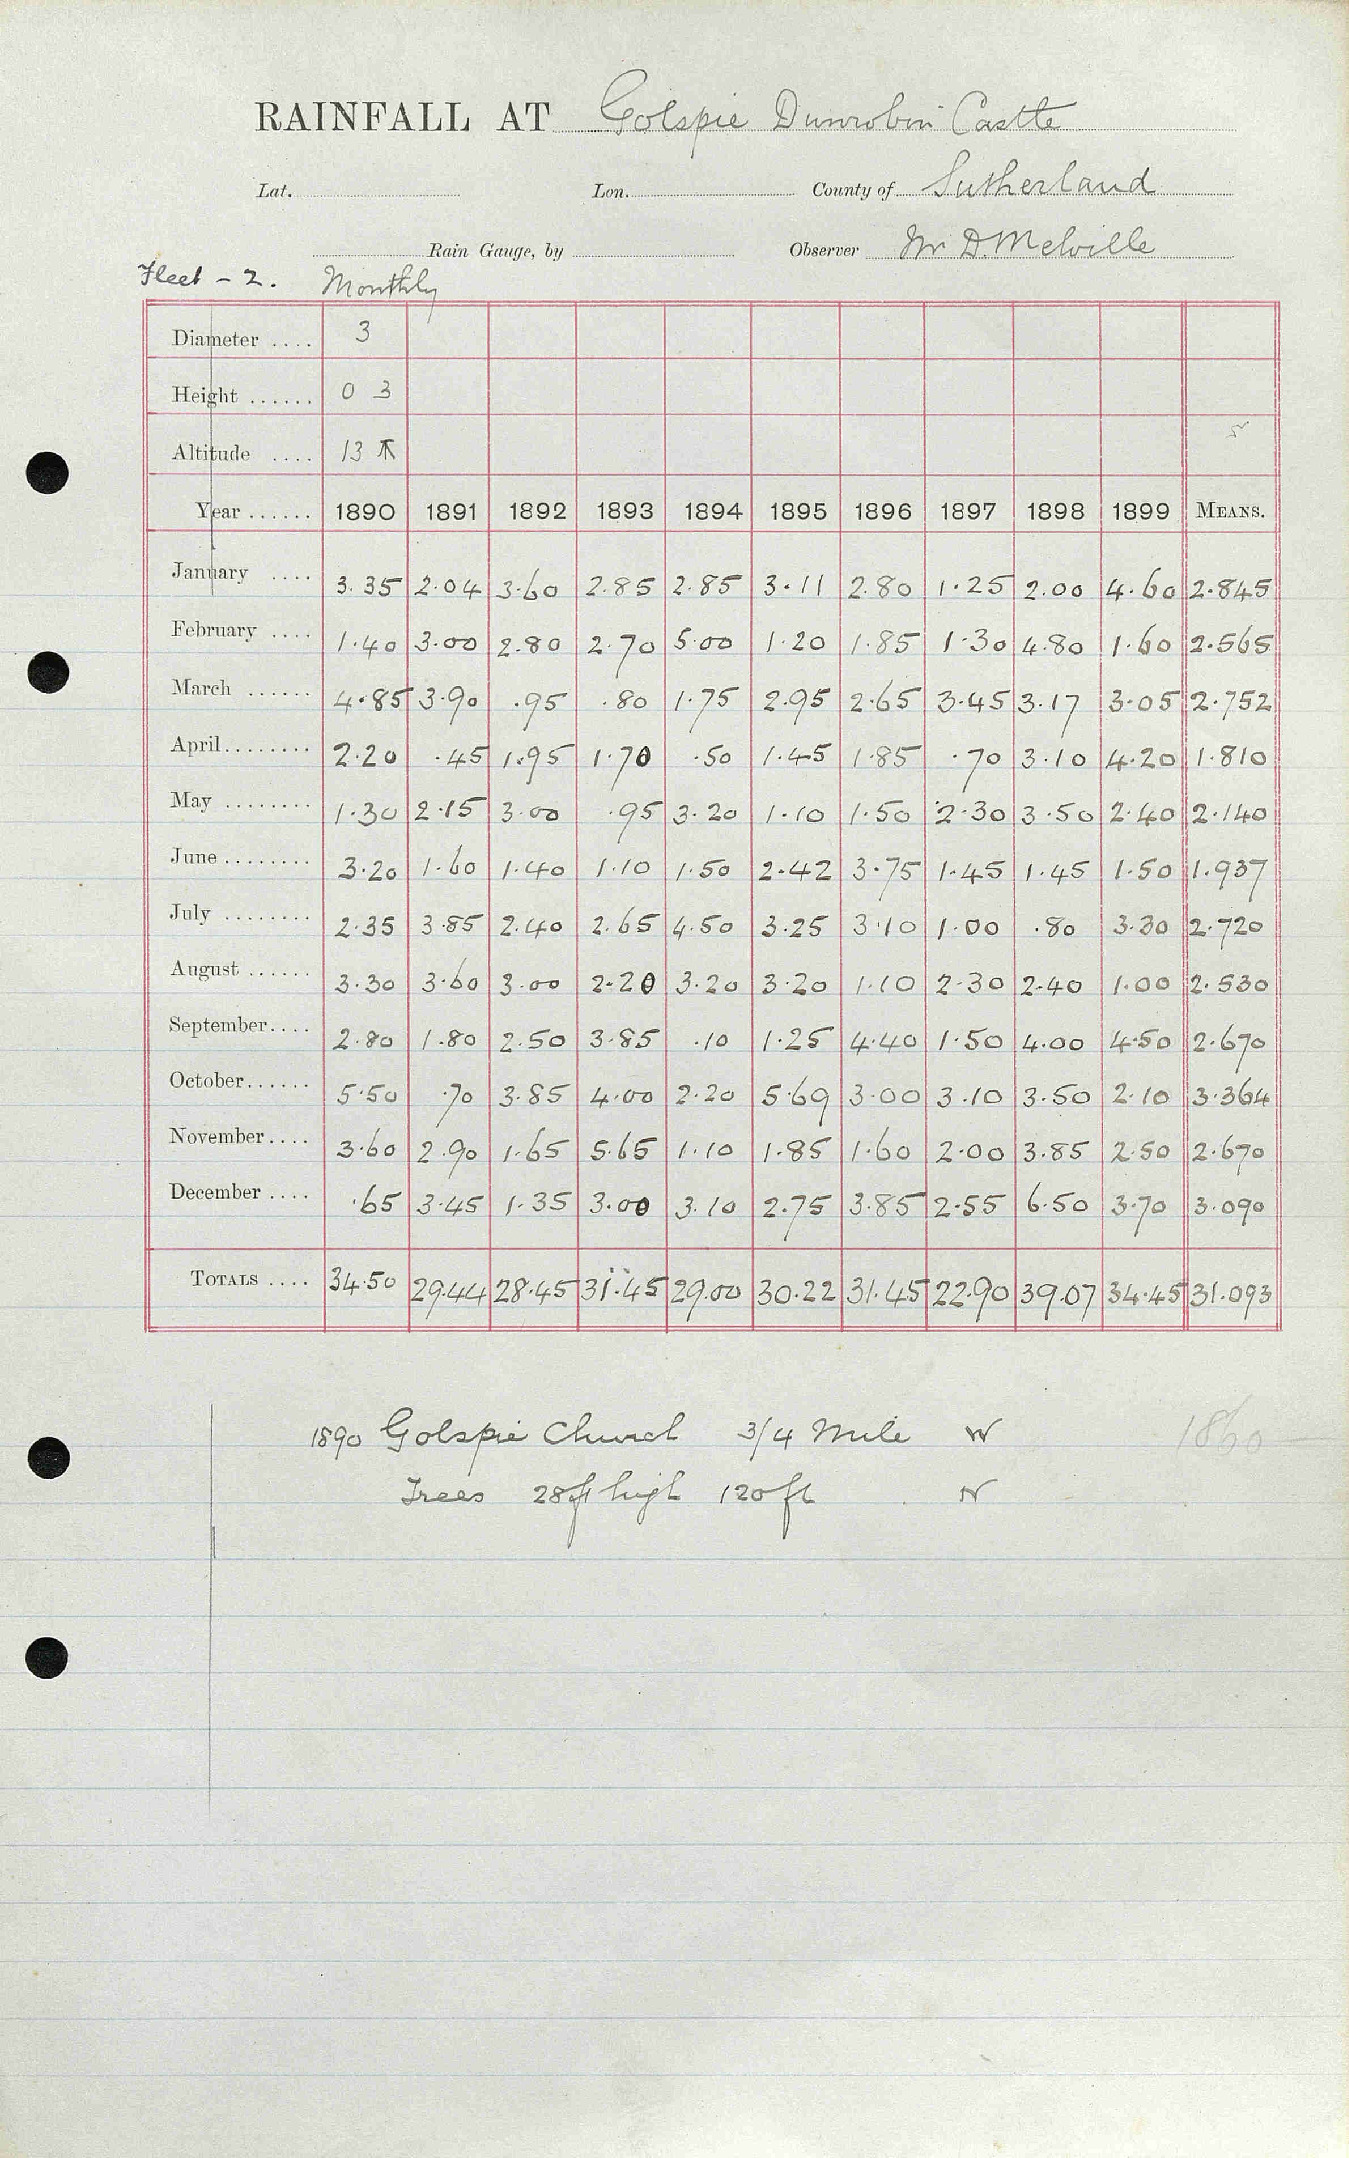 RAINFALL AT Golspie Dunrobin Castle
Lat. Lon. County of Sutherland
Rain Gauge, by Observer Mr D. Melville
Fleet - 2. Monthly
Diameter .... 3
Height ...... 0 3
Altitude .... 13
Year ...... 1890 1891 1892 1893 1894 1895 1896 1897 1898 1899 MEANS.
January .... 3.35 2.04 3.60 2.85 2.85 3.11 2.80 1.25 2.00 4.60 2.845
February .... 1.40 3.00 2.80 2.70 5.00 1.20 1.85 1.30 4.80 1.60 2.565
March ...... 4.85 3.90 .95 .80 1.75 2.95 2.65 3.45 3.17 3.05 2.752
April........ 2.20 .45 1.95 1.70 .50 1.45 1.85 .70 3.10 4.20 1.810
May ........ 1.30 2.15 3.00 .95 3.20 1.10 1.50 2.30 3.50 2.40 2.140
June ........ 3.20 1.60 1.40 1.10 1.50 2.42 3.75 1.45 1.45 1.50 1.937
July ........ 2.35 3.85 2.40 2.65 4.50 3.25 3.10 1.00 .80 3.30 2.720
August ...... 3.30 3.60 3.00 2.20 3.20 3.20 1.10 2.30 2.40 1.00 2.530
September.... 2.80 1.80 2.50 3.85 .10 1.25 4.40 1.50 4.00 4.50 2.670
October...... 5.50 .70 3.85 4.00 2.20 5.69 3.00 3.10 3.50 2.10 3.364
November.... 3.60 2.90 1.65 5.65 1.10 1.85 1.60 2.00 3.85 2.50 2.670
December .... .65 3.45 1.35 3.00 3.10 2.75 3.85 2.55 6.50 3.70 3.090
TOTALS .... 34.50 29.44 28.45 31.45 29.00 30.22 31.45 22.90 39.07 34.45 31.093
1890 Golspie Church 3/4 Mile W 1860
Trees 28ft high 120ft N